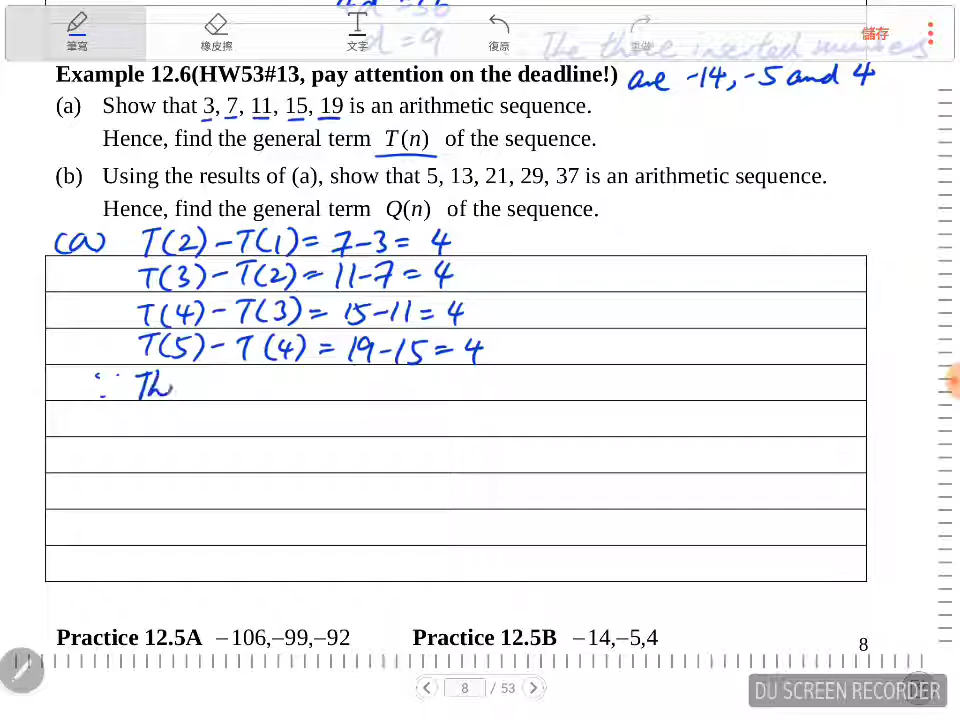 4d = 36
筆寫 橡皮擦 文字 復原 重做 儲存
d = 9 The three inserted numbers
Example 12.6(HW53#13, pay attention on the deadline!) are -14, -5 and 4
(a) Show that 3, 7, 11, 15, 19 is an arithmetic sequence.
Hence, find the general term T(n) of the sequence.
(b) Using the results of (a), show that 5, 13, 21, 29, 37 is an arithmetic sequence.
Hence, find the general term Q(n) of the sequence.
(a) T(2) - T(1) = 7 - 3 = 4
T(3) - T(2) = 11 - 7 = 4
T(4) - T(3) = 15 - 11 = 4
T(5) - T(4) = 19 - 15 = 4
∵ Th
Practice 12.5A −106,−99,−92 Practice 12.5B −14,−5,4
8
8 / 53
DU SCREEN RECORDER